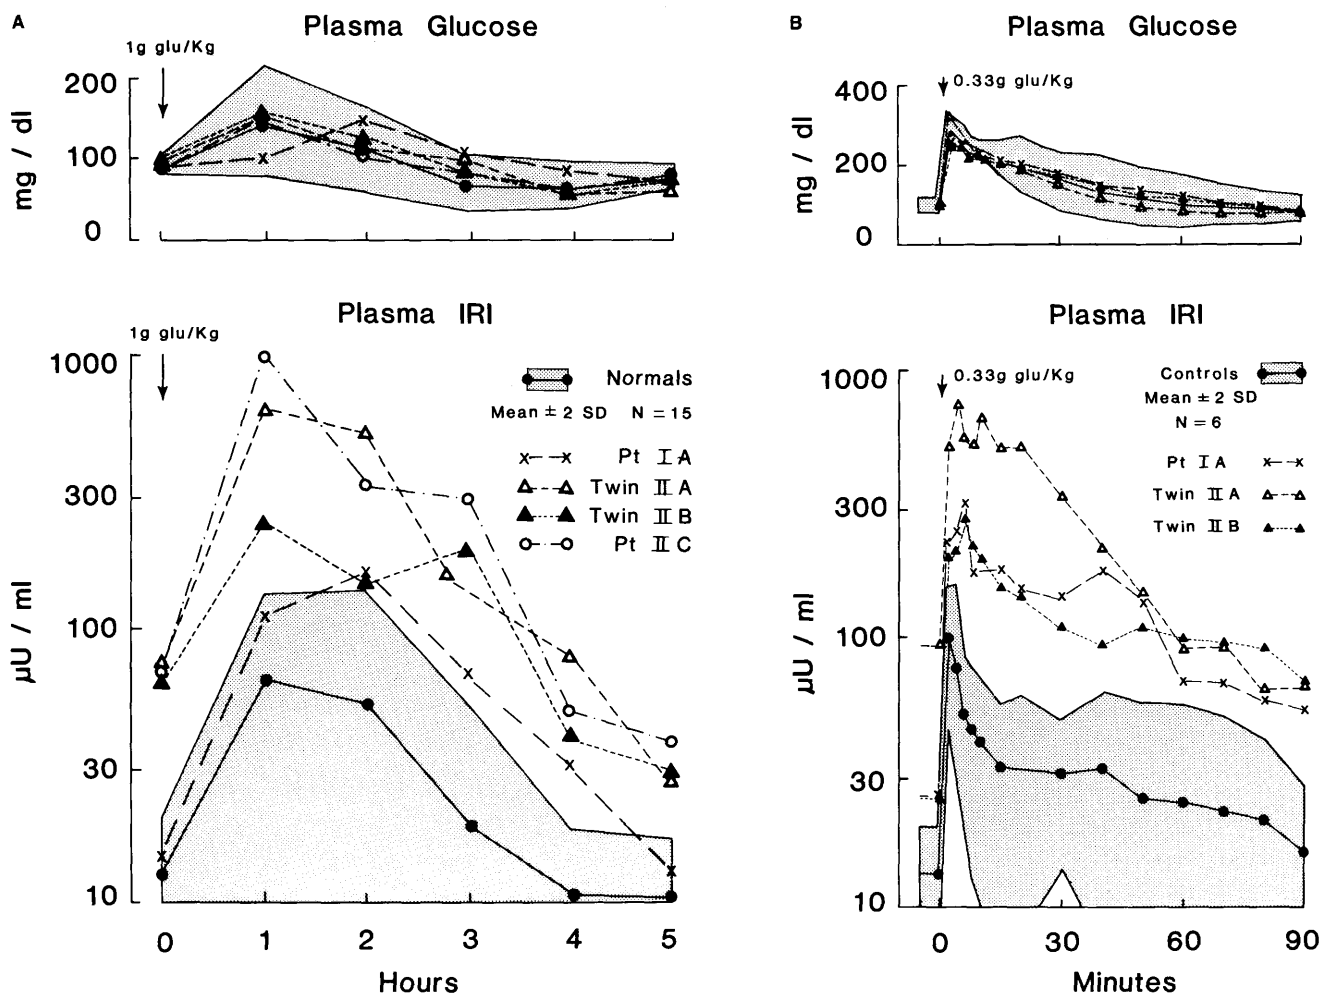 A
Plasma Glucose
1g glu/Kg
200
100
0
mg / dl
Plasma IRI
1g glu/Kg
1000
300
100
30
10
μU / ml
Normals
Mean ± 2 SD N = 15
Pt I A
Twin II A
Twin II B
Pt II C
0 1 2 3 4 5
Hours
B
Plasma Glucose
0.33g glu/Kg
400
200
0
mg / dl
Plasma IRI
0.33g glu/Kg
1000
300
100
30
10
μU / ml
Controls
Mean ± 2 SD
N = 6
Pt I A
Twin II A
Twin II B
0 30 60 90
Minutes